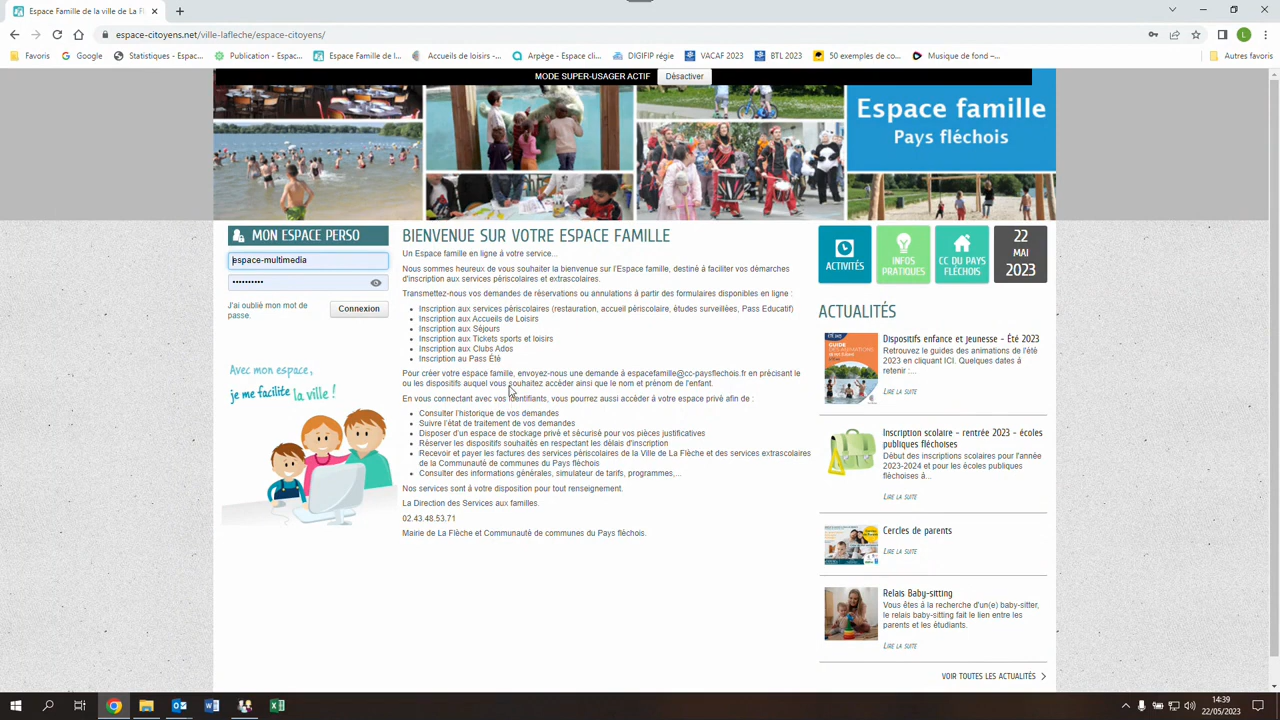 Espace Famille de la ville de La Fl
espace-citoyens.net/ville-lafleche/espace-citoyens/
Favoris
Google
Statistiques - Espac...
Publication - Espace...
Espace Famille de l...
Accueils de loisirs -...
Arpège - Espace cli...
DIGIFIP régie
VACAF 2023
BTL 2023
50 exemples de co...
Musique de fond –...
Autres favoris
MODE SUPER-USAGER ACTIF
Désactiver
Espace famille
Pays fléchois
MON ESPACE PERSO
espace-multimedia
••••••••••
J'ai oublié mon mot de
passe.
Connexion
Avec mon espace,
je me facilite la ville !
BIENVENUE SUR VOTRE ESPACE FAMILLE
Un Espace famille en ligne à votre service...
Nous sommes heureux de vous souhaiter la bienvenue sur l'Espace famille, destiné à faciliter vos démarches
d'inscription aux services périscolaires et extrascolaires.
Transmettez-nous vos demandes de réservations ou annulations à partir des formulaires disponibles en ligne :
• Inscription aux services périscolaires (restauration, accueil périscolaire, études surveillées, Pass Educatif)
• Inscription aux Accueils de Loisirs
• Inscription aux Séjours
• Inscription aux Tickets sports et loisirs
• Inscription aux Clubs Ados
• Inscription au Pass Été
Pour créer votre espace famille, envoyez-nous une demande à espacefamille@cc-paysflechois.fr en précisant le
ou les dispositifs auquel vous souhaitez accéder ainsi que le nom et prénom de l'enfant.
En vous connectant avec vos identifiants, vous pourrez aussi accéder à votre espace privé afin de :
• Consulter l'historique de vos demandes
• Suivre l'état de traitement de vos demandes
• Disposer d'un espace de stockage privé et sécurisé pour vos pièces justificatives
• Réserver les dispositifs souhaités en respectant les délais d'inscription
• Recevoir et payer les factures des services périscolaires de la Ville de La Flèche et des services extrascolaires
de la Communauté de communes du Pays fléchois
• Consulter des informations générales, simulateur de tarifs, programmes,...
Nos services sont à votre disposition pour tout renseignement.
La Direction des Services aux familles.
02.43.48.53.71
Mairie de La Flèche et Communauté de communes du Pays fléchois.
ACTIVITÉS
INFOS
PRATIQUES
CC DU PAYS
FLÉCHOIS
22
MAI
2023
ACTUALITÉS
Dispositifs enfance et jeunesse - Été 2023
Retrouvez le guides des animations de l'été
2023 en cliquant ICI. Quelques dates à
retenir :...
LIRE LA SUITE
Inscription scolaire - rentrée 2023 - écoles
publiques fléchoises
Début des inscriptions scolaires pour l'année
2023-2024 et pour les écoles publiques
fléchoises à...
LIRE LA SUITE
Cercles de parents
LIRE LA SUITE
Relais Baby-sitting
Vous êtes à la recherche d'un(e) baby-sitter,
le relais baby-sitting fait le lien entre les
parents et les étudiants.
LIRE LA SUITE
VOIR TOUTES LES ACTUALITÉS
14:39
22/05/2023